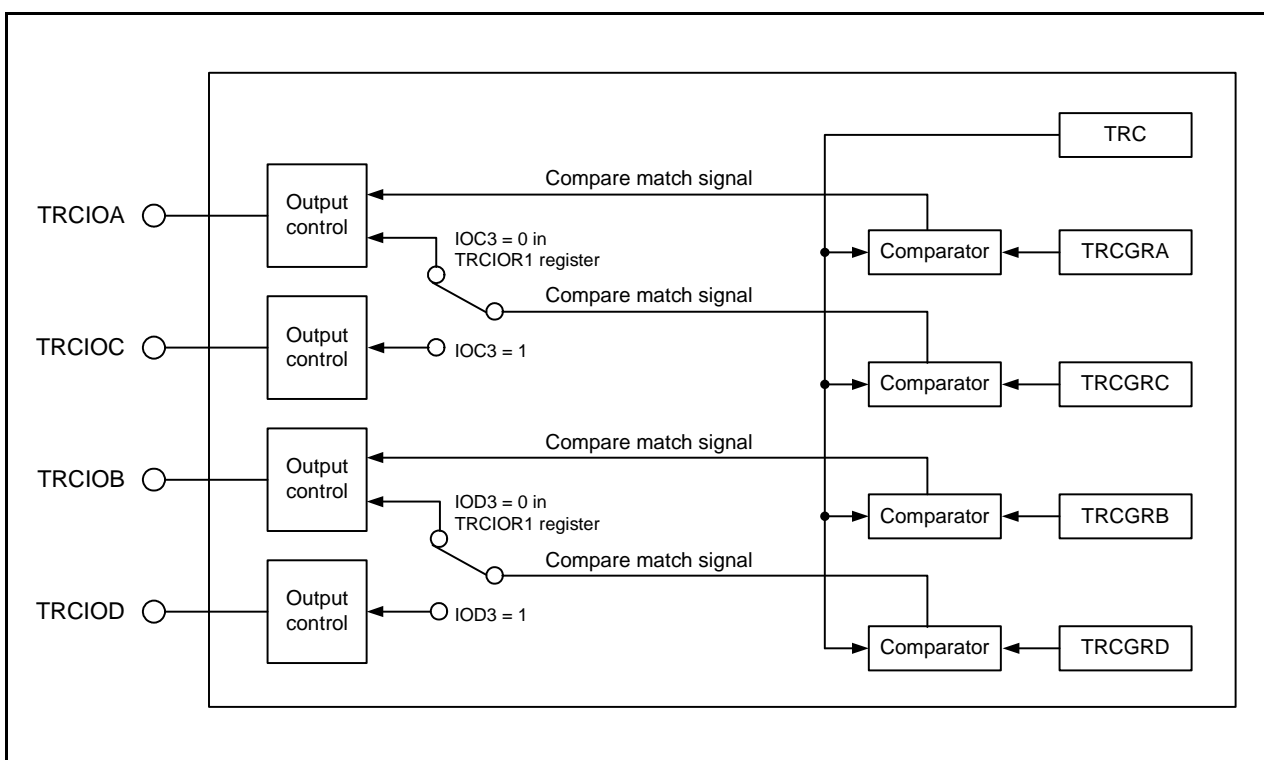 TRC
Compare match signal
Output
control
TRCIOA
IOC3 = 0 in
TRCIOR1 register
Comparator
TRCGRA
Compare match signal
Output
control
TRCIOC
IOC3 = 1
Comparator
TRCGRC
Compare match signal
Output
control
TRCIOB
IOD3 = 0 in
TRCIOR1 register
Comparator
TRCGRB
Compare match signal
Output
control
TRCIOD
IOD3 = 1
Comparator
TRCGRD